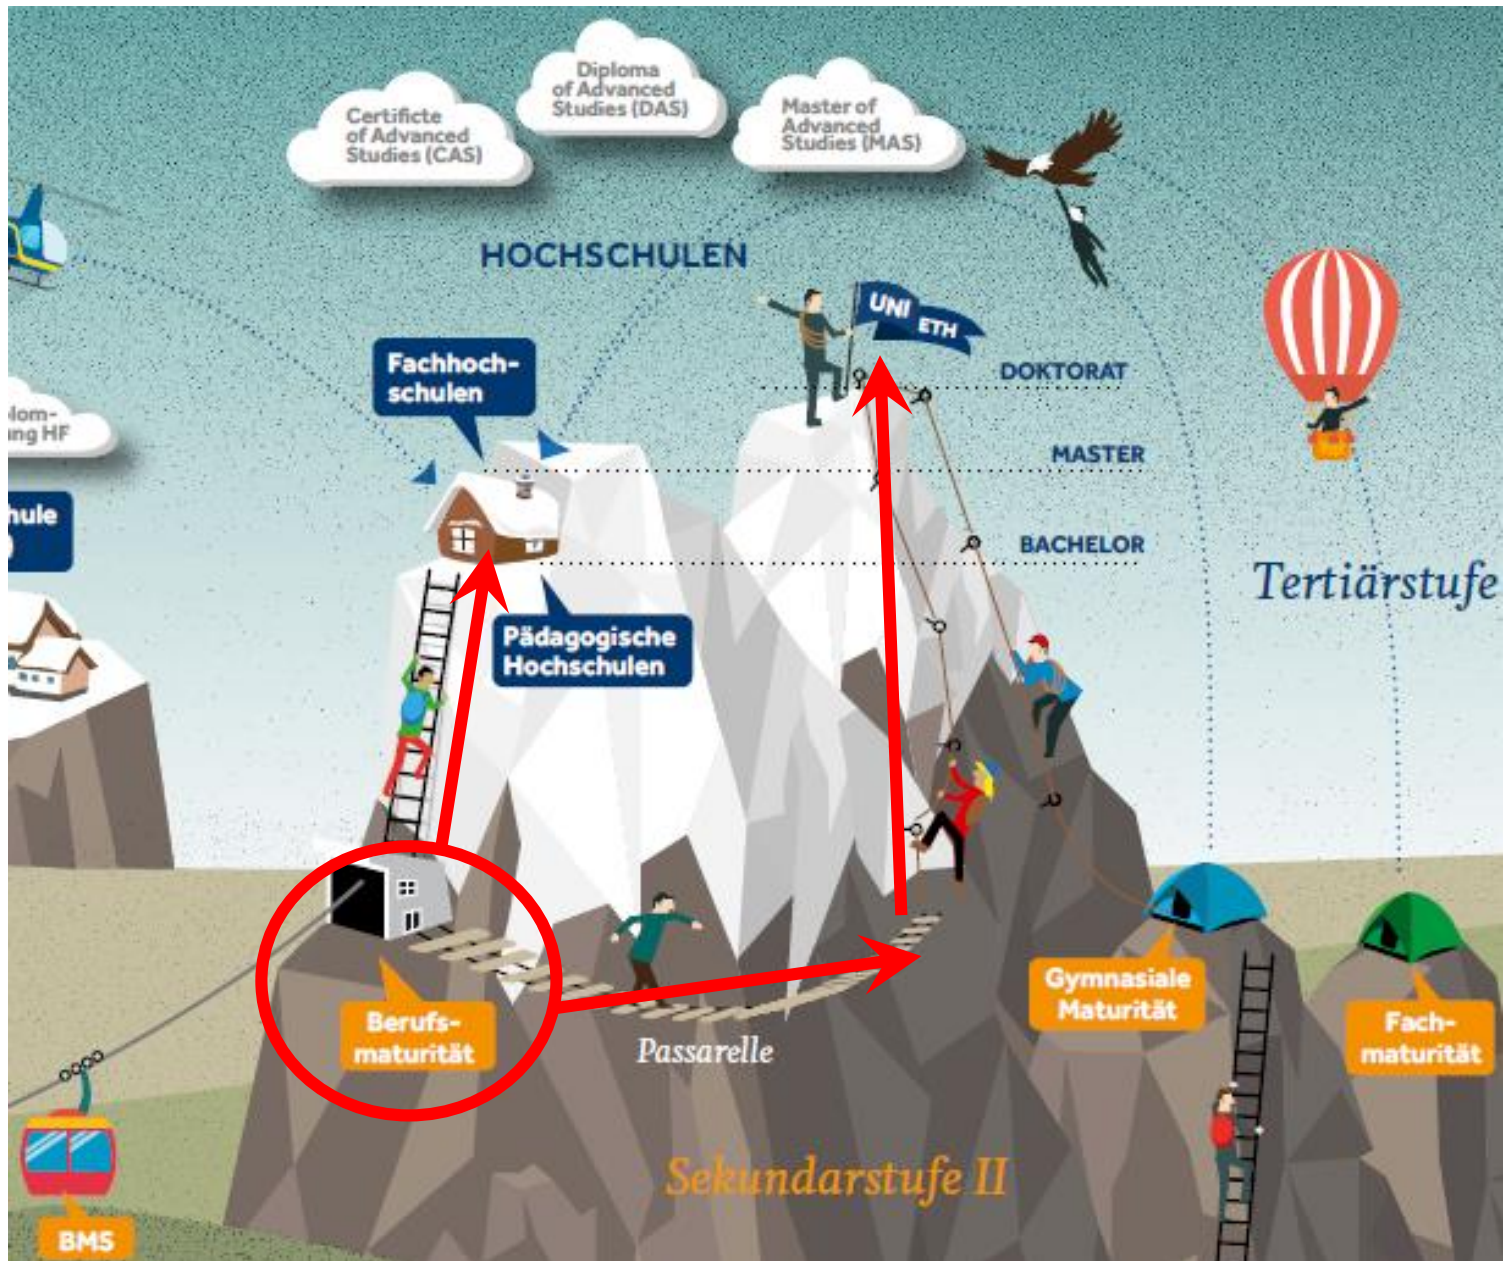 Certificte
of Advanced
Studies (CAS)
Diploma
of Advanced
Studies (DAS)
Master of
Advanced
Studies (MAS)
HOCHSCHULEN
UNI
ETH
Fachhoch-
schulen
DOKTORAT
MASTER
BACHELOR
HF
Tertiärstufe
Pädagogische
Hochschulen
Berufs-
maturität
Passarelle
Gymnasiale
Maturität
Fach-
maturität
Sekundarstufe II
BMS